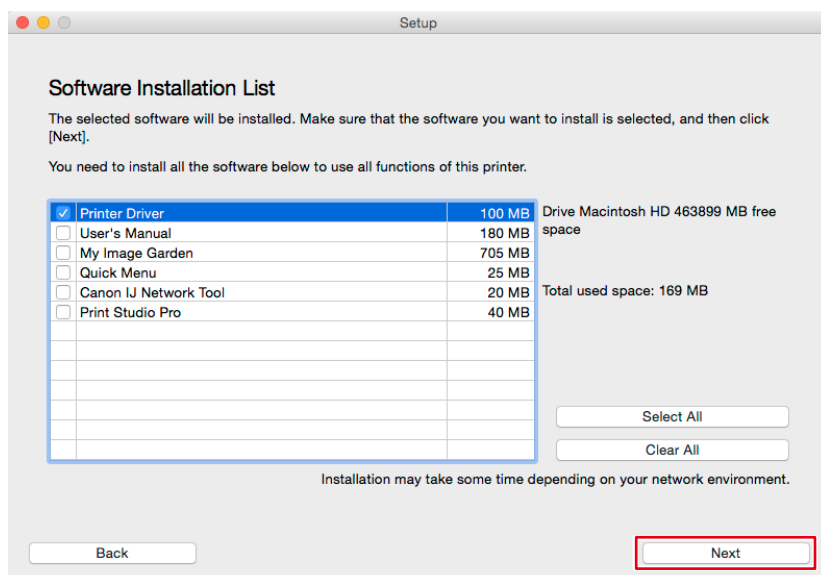 Setup
Software Installation List
The selected software will be installed. Make sure that the software you want to install is selected, and then click
[Next].
You need to install all the software below to use all functions of this printer.
Printer Driver 100 MB
User's Manual 180 MB
My Image Garden 705 MB
Quick Menu 25 MB
Canon IJ Network Tool 20 MB
Print Studio Pro 40 MB
Drive Macintosh HD 463899 MB free
space
Total used space: 169 MB
Select All
Clear All
Installation may take some time depending on your network environment.
Back
Next